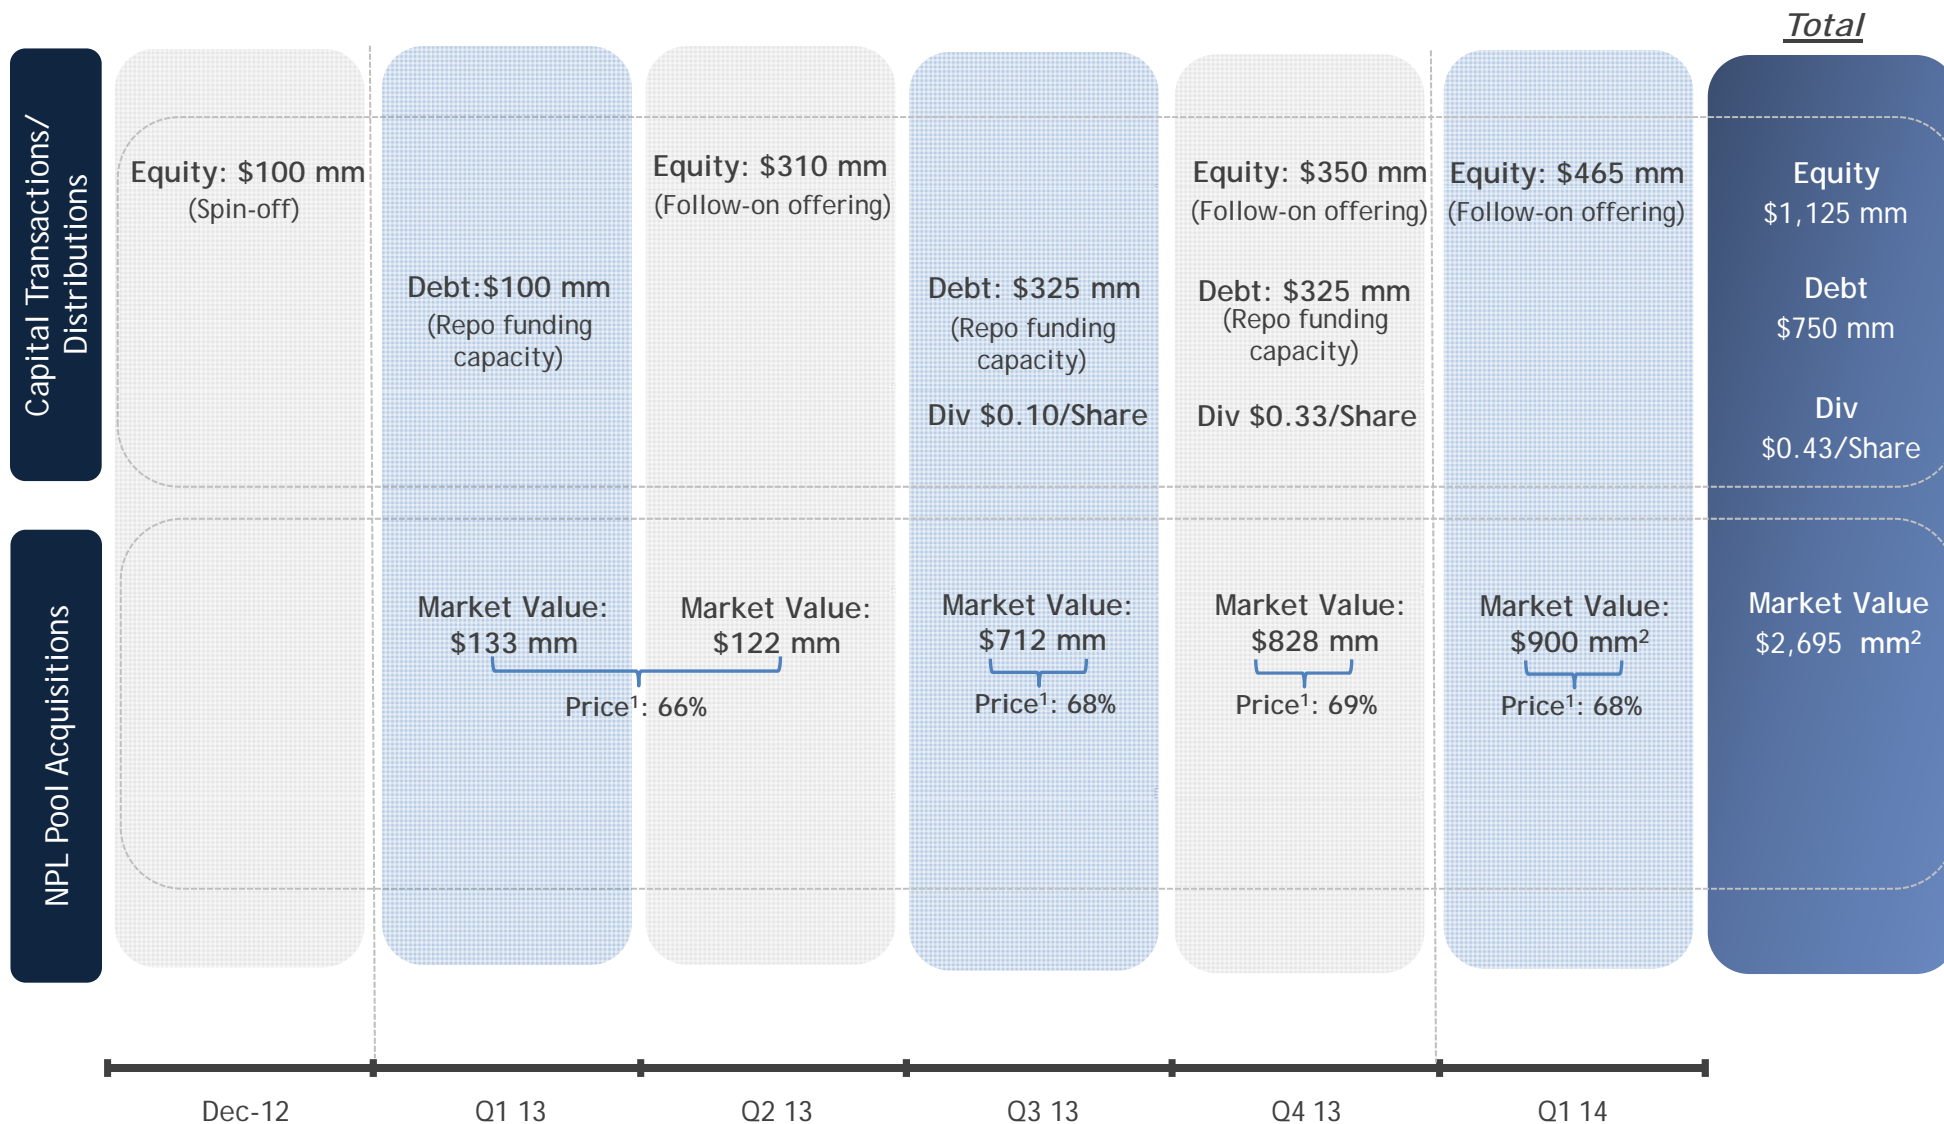 Total
Capital Transactions/
Distributions
Equity: $100 mm
(Spin-off)
Debt:$100 mm
(Repo funding
capacity)
Equity: $310 mm
(Follow-on offering)
Debt: $325 mm
(Repo funding
capacity)
Div $0.10/Share
Equity: $350 mm
(Follow-on offering)
Debt: $325 mm
(Repo funding
capacity)
Div $0.33/Share
Equity: $465 mm
(Follow-on offering)
Equity
$1,125 mm
Debt
$750 mm
Div
$0.43/Share
NPL Pool Acquisitions
Market Value:
$133 mm
Market Value:
$122 mm
Price¹: 66%
Market Value:
$712 mm
Price¹: 68%
Market Value:
$828 mm
Price¹: 69%
Market Value:
$900 mm²
Price¹: 68%
Market Value
$2,695 mm²
Dec-12
Q1 13
Q2 13
Q3 13
Q4 13
Q1 14